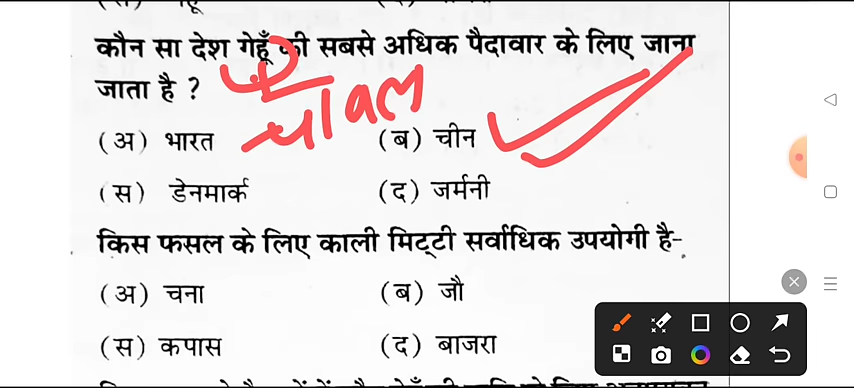 कौन सा देश गेहूँ की सबसे अधिक पैदावार के लिए जाना
जाता है ?
चावल
(अ) भारत (ब) चीन
(स) डेनमार्क (द) जर्मनी
किस फसल के लिए काली मिट्टी सर्वाधिक उपयोगी है-
(अ) चना (ब) जौ
(स) कपास (द) बाजरा